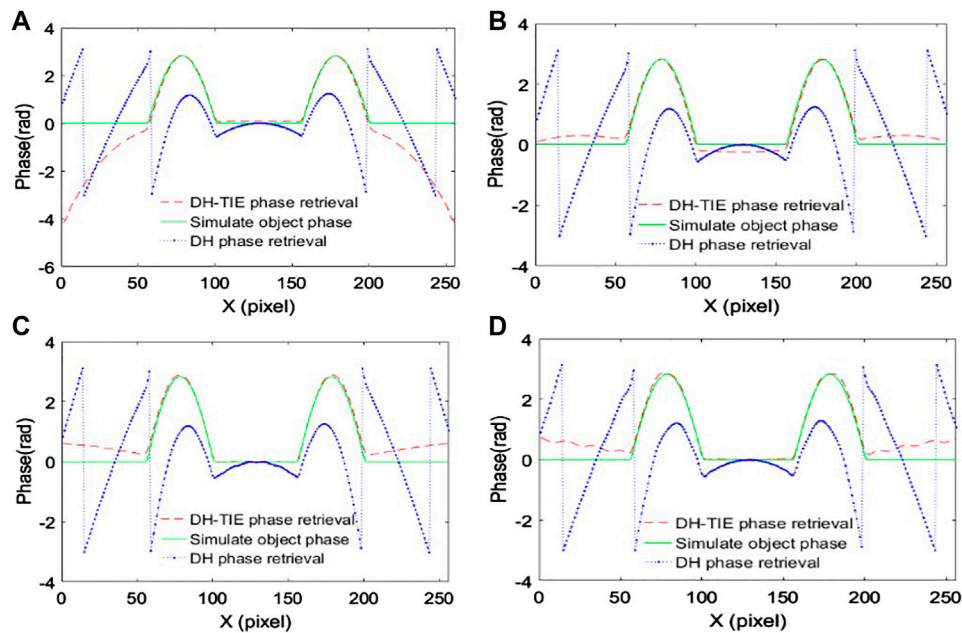 A
4
2
0
-2
-4
-6
Phase(rad)
DH-TIE phase retrieval
Simulate object phase
DH phase retrieval
0 50 100 150 200 250
X (pixel)
B
4
2
0
-2
-4
Phase(rad)
DH-TIE phase retrieval
Simulate object phase
DH phase retrieval
0 50 100 150 200 250
X (pixel)
C
4
2
0
-2
-4
Phase(rad)
DH-TIE phase retrieval
Simulate object phase
DH phase retrieval
0 50 100 150 200 250
X (pixel)
D
4
2
0
-2
-4
Phase(rad)
DH-TIE phase retrieval
Simulate object phase
DH phase retrieval
0 50 100 150 200 250
X (pixel)